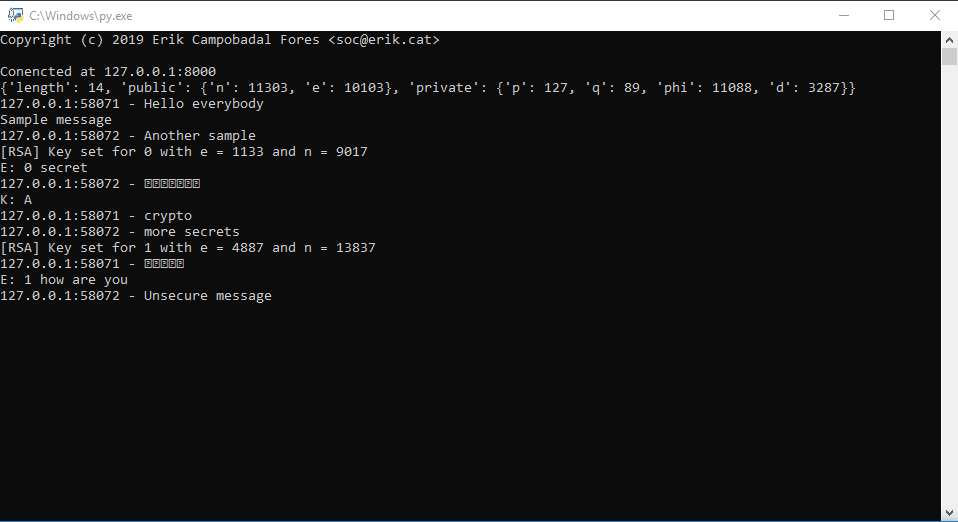 C:\Windows\py.exe
Copyright (c) 2019 Erik Campobadal Fores <soc@erik.cat>
Conencted at 127.0.0.1:8000
{'length': 14, 'public': {'n': 11303, 'e': 10103}, 'private': {'p': 127, 'q': 89, 'phi': 11088, 'd': 3287}}
127.0.0.1:58071 - Hello everybody
Sample message
127.0.0.1:58072 - Another sample
[RSA] Key set for 0 with e = 1133 and n = 9017
E: 0 secret
127.0.0.1:58072 - 
K: A
127.0.0.1:58071 - crypto
127.0.0.1:58072 - more secrets
[RSA] Key set for 1 with e = 4887 and n = 13837
127.0.0.1:58071 - 
E: 1 how are you
127.0.0.1:58072 - Unsecure message